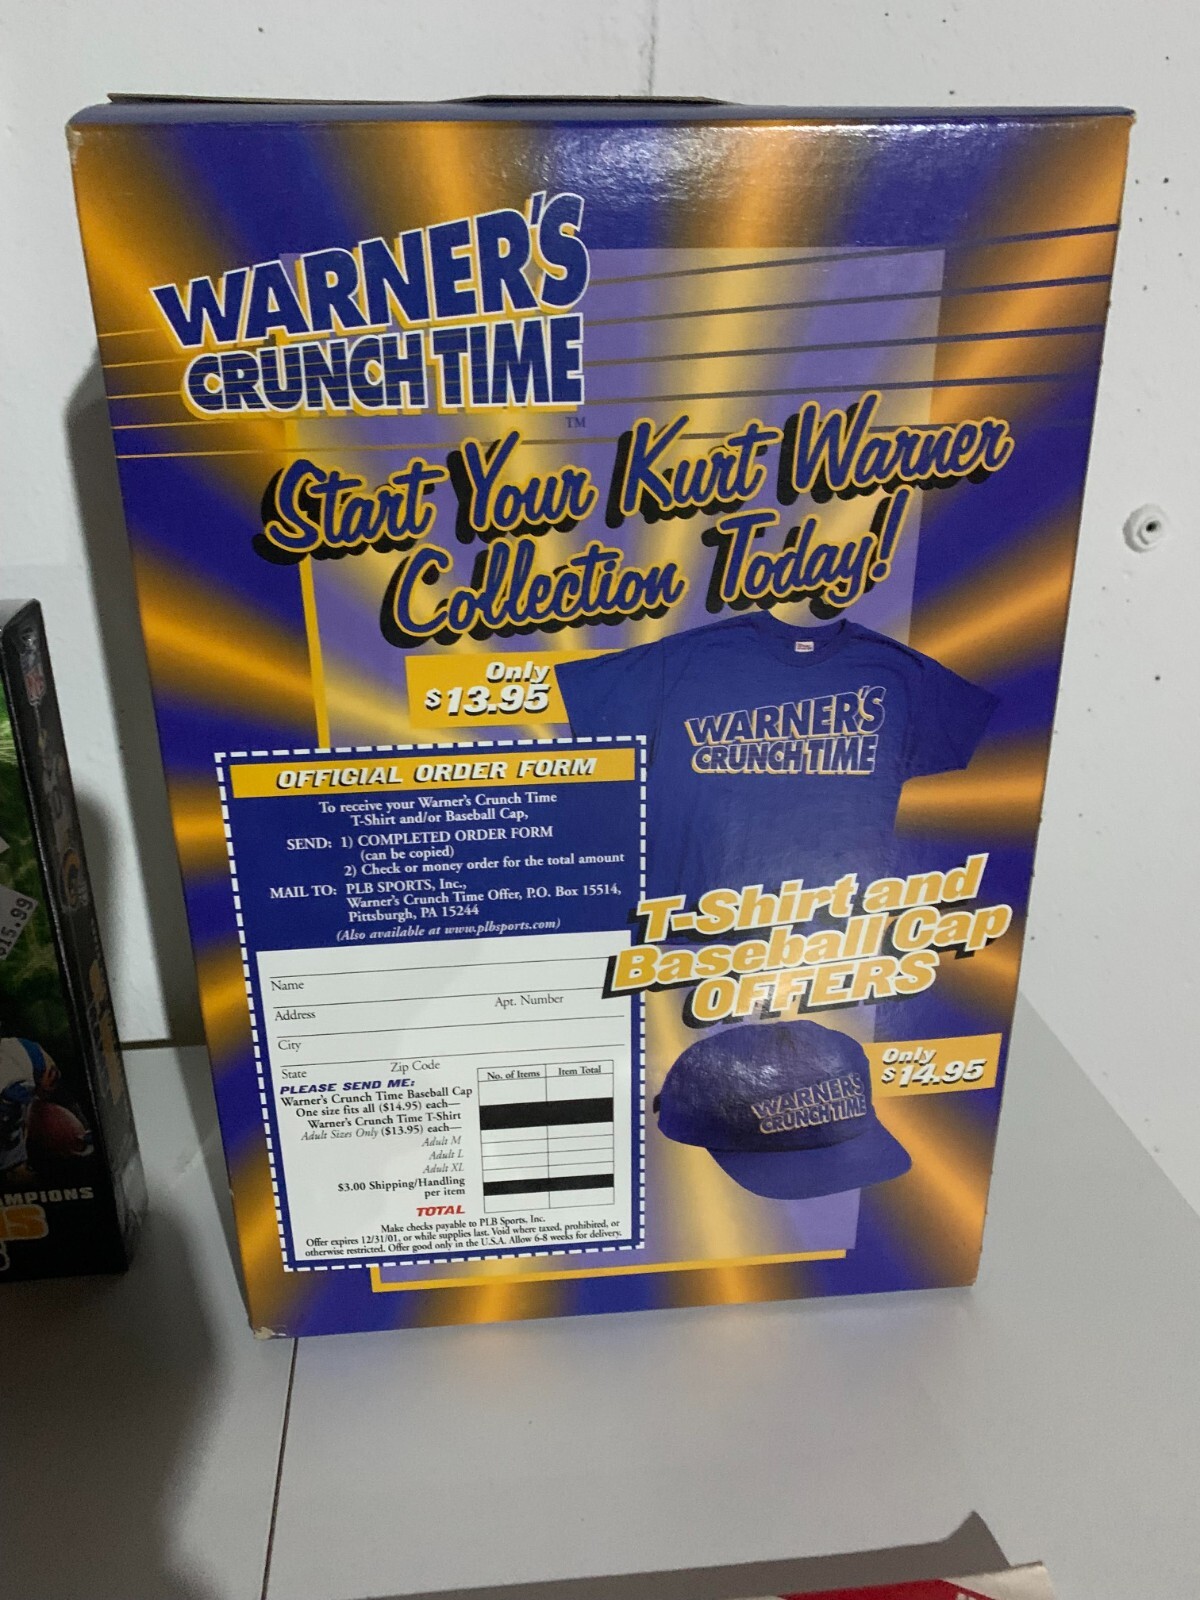 WARNER'S
CRUNCH TIME
TM
Start Your Kurt Warner
Collection Today!
Only
$13.95
WARNER'S
CRUNCH TIME
OFFICIAL ORDER FORM
To receive your Warner's Crunch Time
T-Shirt and/or Baseball Cap,
SEND: 1) COMPLETED ORDER FORM
(can be copied)
2) Check or money order for the total amount
MAIL TO: PLB SPORTS, Inc.,
Warner's Crunch Time Offer, P.O. Box 15514,
Pittsburgh, PA 15244
(Also available at www.plbsports.com)
T-Shirt and
Baseball Cap
OFFERS
Name
Address Apt. Number
City
State Zip Code
PLEASE SEND ME:
No. of Items Item Total
Warner's Crunch Time Baseball Cap
One size fits all ($14.95) each—
Warner's Crunch Time T-Shirt
Adult Sizes Only ($13.95) each—
Adult M
Adult L
Adult XL
$3.00 Shipping/Handling
per item
TOTAL
Make checks payable to PLB Sports, Inc.
Offer expires 12/31/01, or while supplies last. Void where taxed, prohibited, or
otherwise restricted. Offer good only in the U.S.A. Allow 6-8 weeks for delivery.
Only
$14.95
WARNER'S
CRUNCH TIME
NFL
$15.99
MPIONS